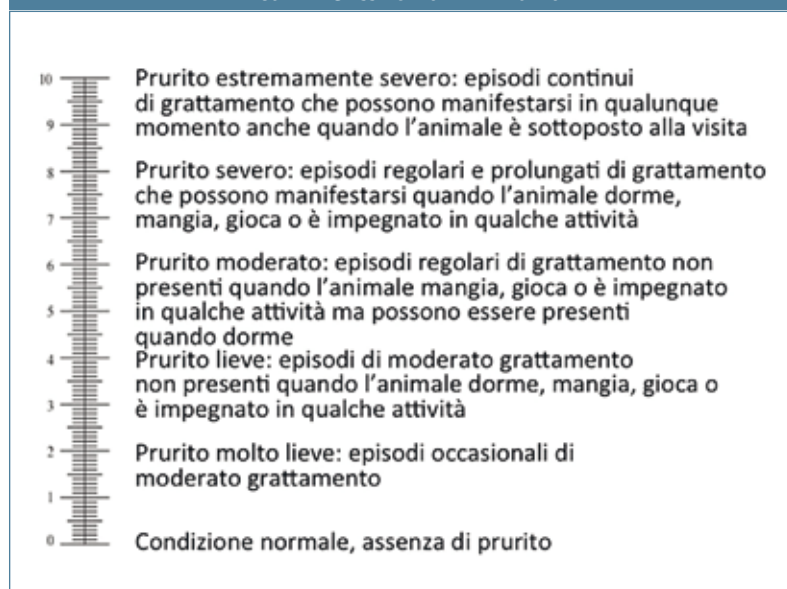 10
Prurito estremamente severo: episodi continui
di grattamento che possono manifestarsi in qualunque
9
momento anche quando l'animale è sottoposto alla visita
8
Prurito severo: episodi regolari e prolungati di grattamento
che possono manifestarsi quando l'animale dorme,
7
mangia, gioca o è impegnato in qualche attività
6
Prurito moderato: episodi regolari di grattamento non
presenti quando l'animale mangia, gioca o è impegnato
5
in qualche attività ma possono essere presenti
quando dorme
4
Prurito lieve: episodi di moderato grattamento
non presenti quando l'animale dorme, mangia, gioca o
3
è impegnato in qualche attività
2
Prurito molto lieve: episodi occasionali di
moderato grattamento
1
0
Condizione normale, assenza di prurito